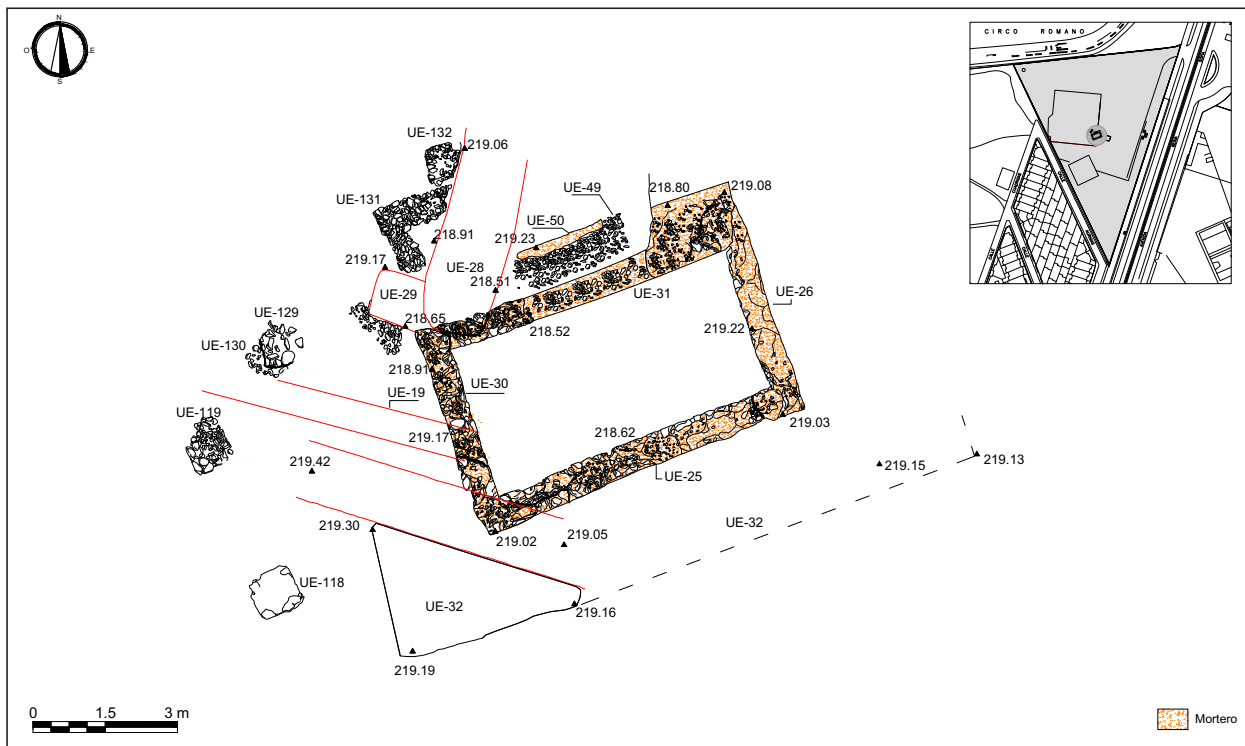 N
O
LE
S
CIRCO ROMANO
UE-132
219.06
UE-131
UE-49
218.80
219.08
UE-50
219.23
218.91
219.17
UE-28
218.51
UE-29
UE-31
UE-26
218.65
218.52
219.22
UE-129
UE-130
218.91
UE-19
UE-30
UE-119
219.17
218.62
219.03
219.42
UE-25
219.15
219.13
219.30
219.02
219.05
UE-32
UE-118
UE-32
219.16
219.19
0 1.5 3 m
Mortero